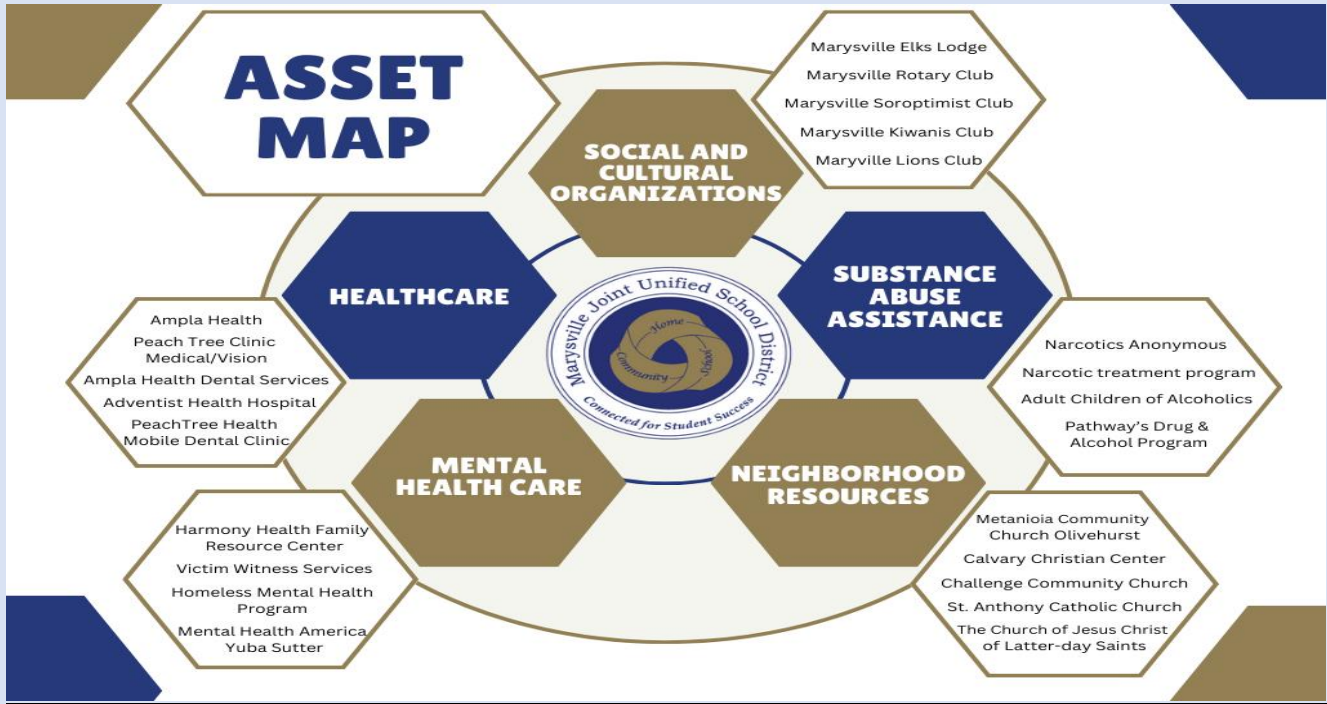 ASSET
MAP
Marysville Elks Lodge
Marysville Rotary Club
Marysville Soroptimist Club
Marysville Kiwanis Club
Maryville Lions Club
SOCIAL AND
CULTURAL
ORGANIZATIONS
HEALTHCARE
SUBSTANCE
ABUSE
ASSISTANCE
Marysville Joint Unified School District
Home
School
Community
Connected for Student Success
Ampla Health
Peach Tree Clinic
Medical/Vision
Ampla Health Dental Services
Adventist Health Hospital
PeachTree Health
Mobile Dental Clinic
Narcotics Anonymous
Narcotic treatment program
Adult Children of Alcoholics
Pathway’s Drug &
Alcohol Program
MENTAL
HEALTH CARE
NEIGHBORHOOD
RESOURCES
Harmony Health Family
Resource Center
Victim Witness Services
Homeless Mental Health
Program
Mental Health America
Yuba Sutter
Metanioia Community
Church Olivehurst
Calvary Christian Center
Challenge Community Church
St. Anthony Catholic Church
The Church of Jesus Christ
of Latter-day Saints